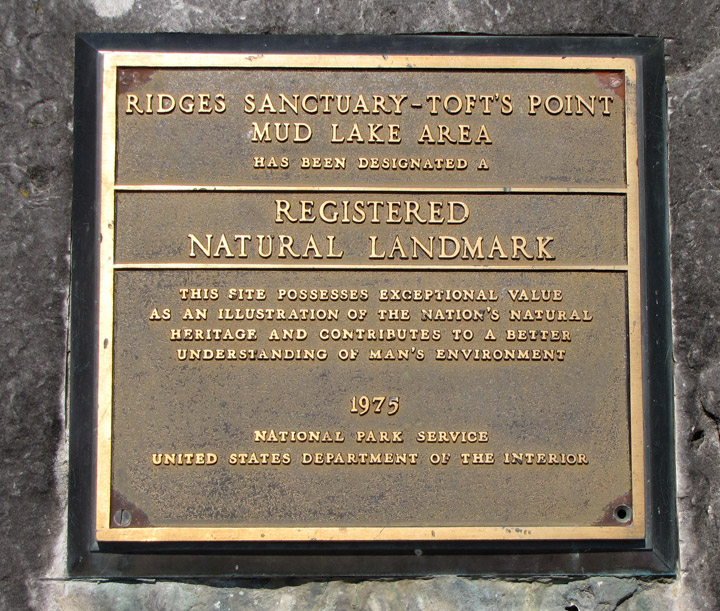 RIDGES SANCTUARY-TOFT'S POINT
MUD LAKE AREA
HAS BEEN DESIGNATED A
REGISTERED
NATURAL LANDMARK
THIS SITE POSSESSES EXCEPTIONAL VALUE
AS AN ILLUSTRATION OF THE NATION'S NATURAL
HERITAGE AND CONTRIBUTES TO A BETTER
UNDERSTANDING OF MAN'S ENVIRONMENT
1975
NATIONAL PARK SERVICE
UNITED STATES DEPARTMENT OF THE INTERIOR